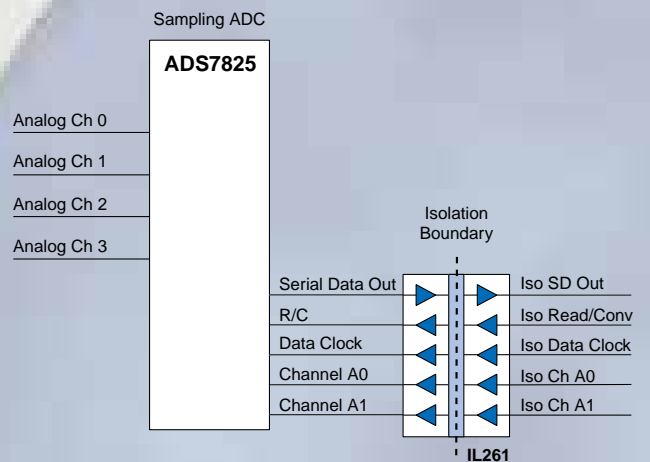 Sampling ADC
ADS7825
Analog Ch 0
Analog Ch 1
Analog Ch 2
Analog Ch 3
Isolation
Boundary
Serial Data Out
Iso SD Out
R/C
Iso Read/Conv
Data Clock
Iso Data Clock
Channel A0
Iso Ch A0
Channel A1
Iso Ch A1
IL261